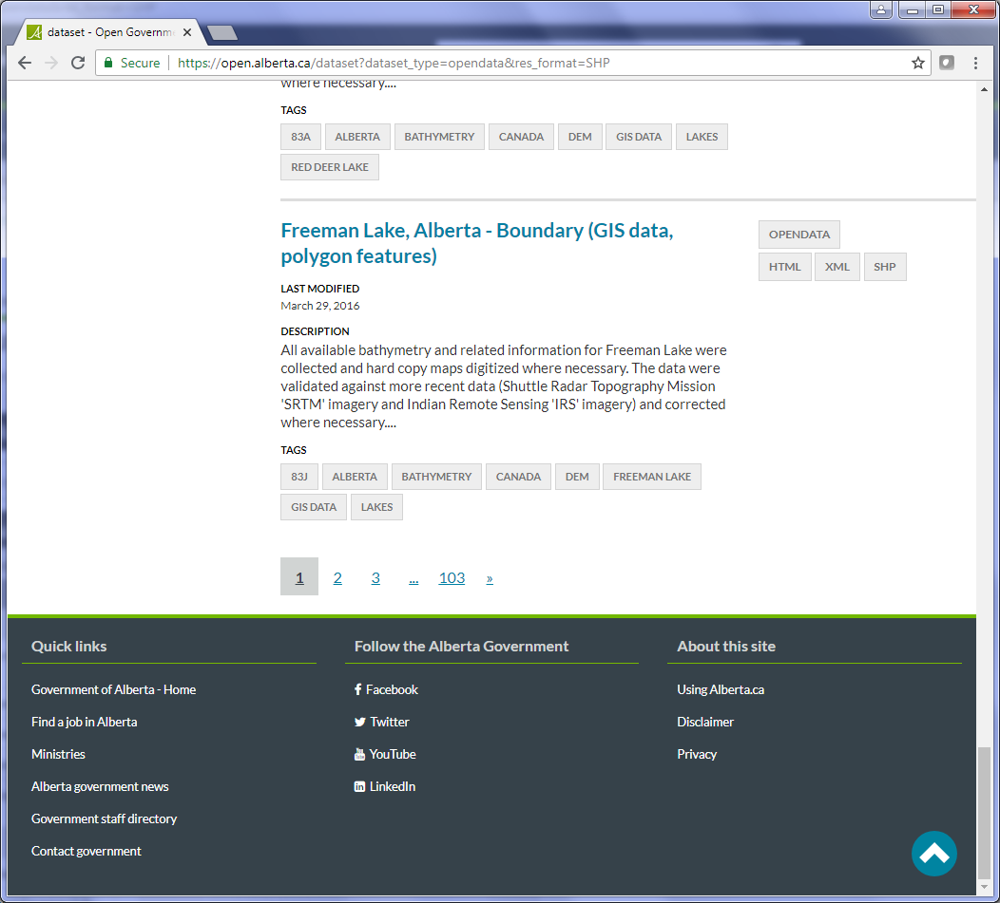 dataset - Open Governm
Secure https://open.alberta.ca/dataset?dataset_type=opendata&res_format=SHP
where necessary....
TAGS
83A ALBERTA BATHYMETRY CANADA DEM GIS DATA LAKES
RED DEER LAKE
Freeman Lake, Alberta - Boundary (GIS data,
polygon features)
OPENDATA
HTML XML SHP
LAST MODIFIED
March 29, 2016
DESCRIPTION
All available bathymetry and related information for Freeman Lake were
collected and hard copy maps digitized where necessary. The data were
validated against more recent data (Shuttle Radar Topography Mission
'SRTM' imagery and Indian Remote Sensing 'IRS' imagery) and corrected
where necessary....
TAGS
83J ALBERTA BATHYMETRY CANADA DEM FREEMAN LAKE
GIS DATA LAKES
1 2 3 ... 103 »
Quick links
Government of Alberta - Home
Find a job in Alberta
Ministries
Alberta government news
Government staff directory
Contact government
Follow the Alberta Government
Facebook
Twitter
YouTube
LinkedIn
About this site
Using Alberta.ca
Disclaimer
Privacy